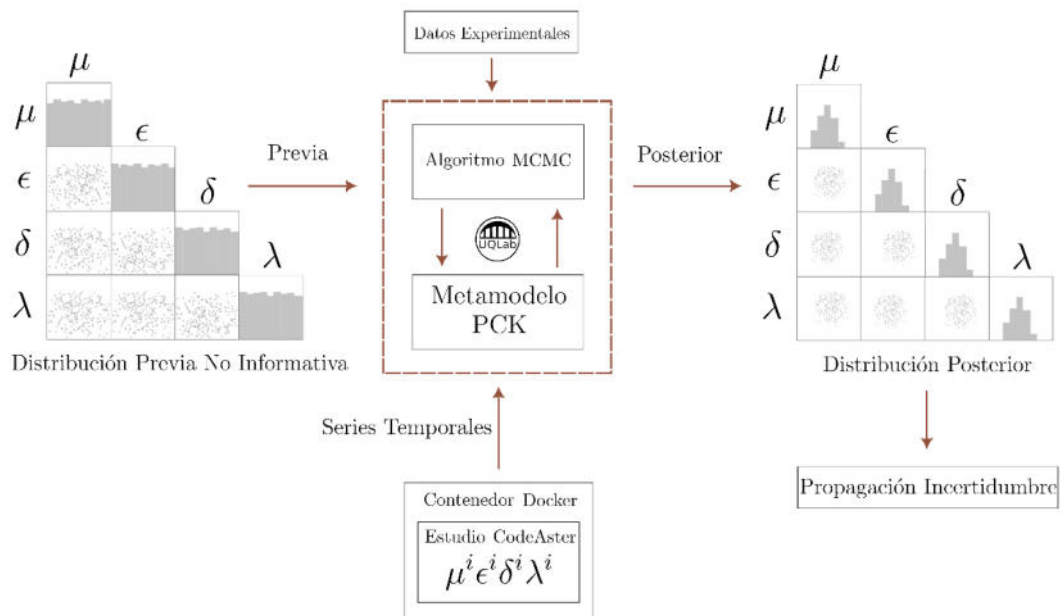 Datos Experimentales
μ
μ
ϵ
ϵ
δ
δ
λ
λ
Distribución Previa No Informativa
Previa
Algoritmo MCMC
UQLab
Metamodelo
PCK
Posterior
μ
μ
ϵ
ϵ
δ
δ
λ
λ
Distribución Posterior
Series Temporales
Contenedor Docker
Estudio CodeAster
μⁱϵⁱδⁱλⁱ
Propagación Incertidumbre